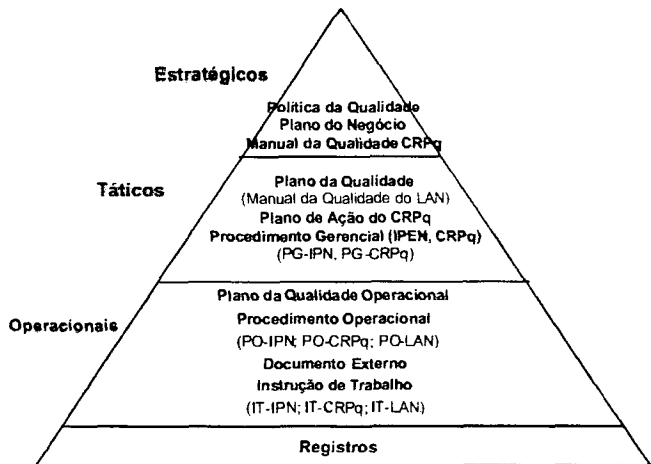 Estratégicos
Política da Qualidade
Plano do Negócio
Manual da Qualidade CRPq
Táticos
Plano da Qualidade
(Manual da Qualidade do LAN)
Plano de Ação do CRPq
Procedimento Gerencial (IPEN, CRPq)
(PG-IPN, PG-CRPq)
Operacionais
Plano da Qualidade Operacional
Procedimento Operacional
(PO-IPN; PO-CRPq; PO-LAN)
Documento Externo
Instrução de Trabalho
(IT-IPN; IT-CRPq; IT-LAN)
Registros